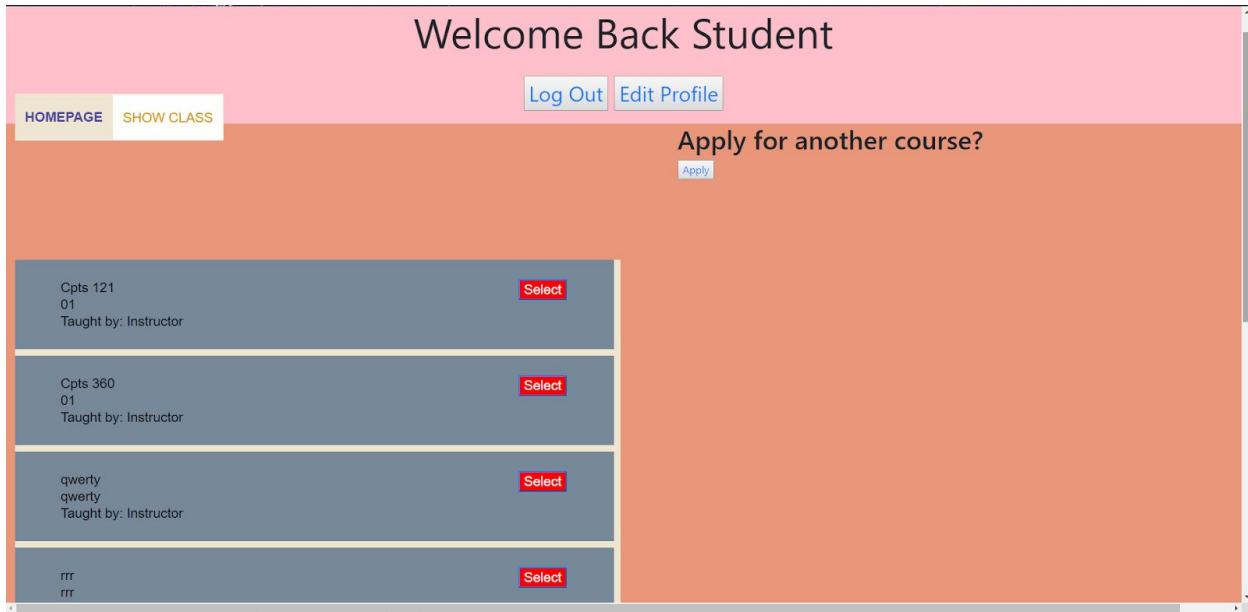 Welcome Back Student
Log Out Edit Profile
HOMEPAGE SHOW CLASS
Apply for another course?
Apply
Cpts 121 Select
01
Taught by: Instructor
Cpts 360 Select
01
Taught by: Instructor
qwerty Select
qwerty
Taught by: Instructor
rrr Select
rrr